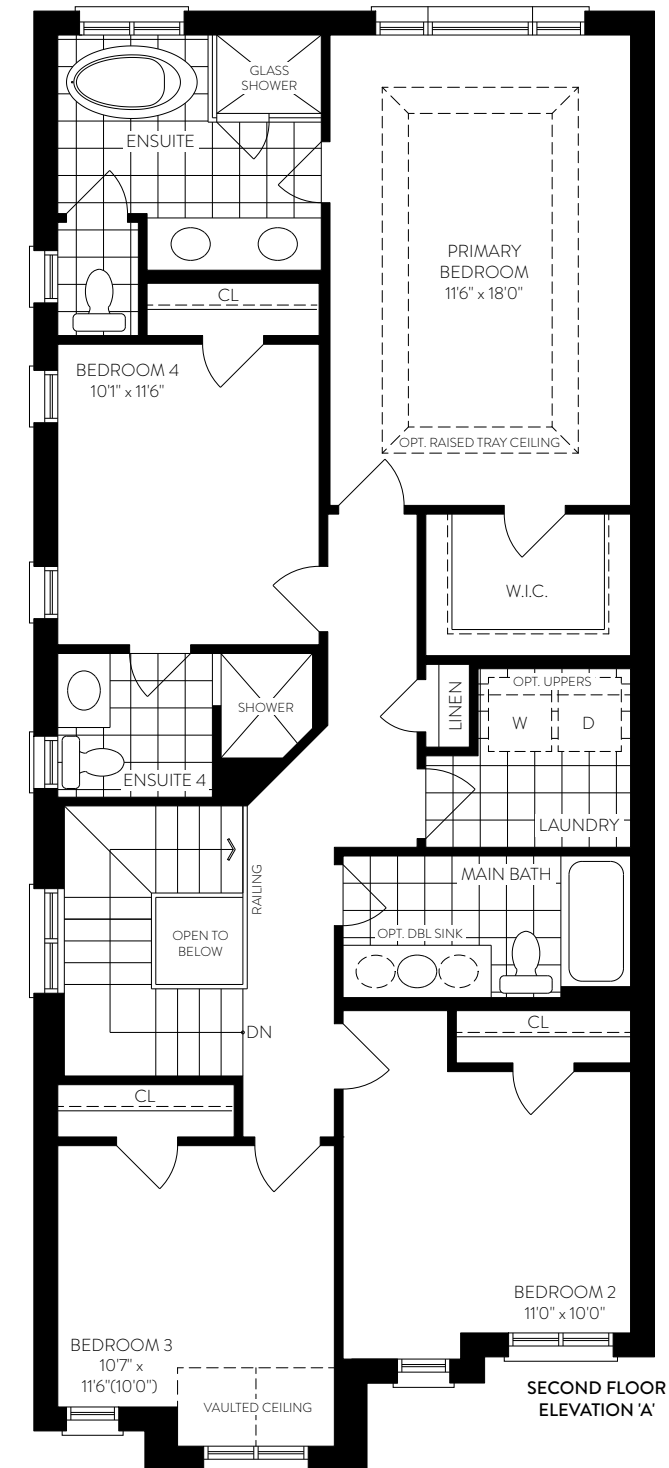 GLASS
SHOWER
ENSUITE
PRIMARY
BEDROOM
11'6" x 18'0"
CL
BEDROOM 4
10'1" x 11'6"
OPT. RAISED TRAY CEILING
W.I.C.
LINEN
OPT. UPPERS
W
D
SHOWER
ENSUITE 4
LAUNDRY
RAILING
MAIN BATH
OPEN TO
BELOW
OPT. DBL SINK
DN
CL
CL
BEDROOM 2
11'0" x 10'0"
BEDROOM 3
10'7" x
11'6"(10'0")
VAULTED CEILING
SECOND FLOOR
ELEVATION 'A'